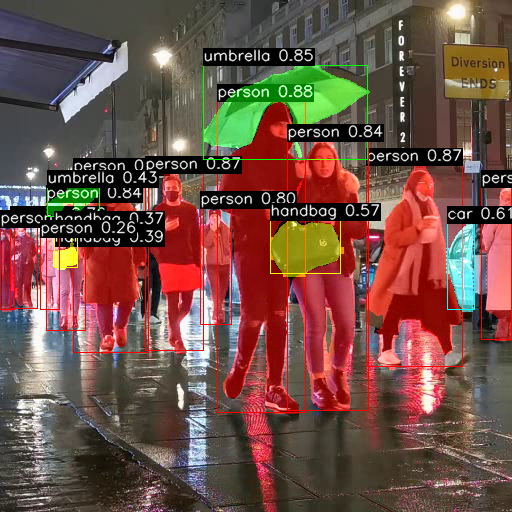 umbrella 0.85
person 0.88
person 0.84
person 0.87
person 0.87
umbrella 0.43
person 0.84
person 0.80
handbag 0.57
handbag 0.37
person 0.26
0.39
car 0.61
FOREVER 2
Diversion
ENDS